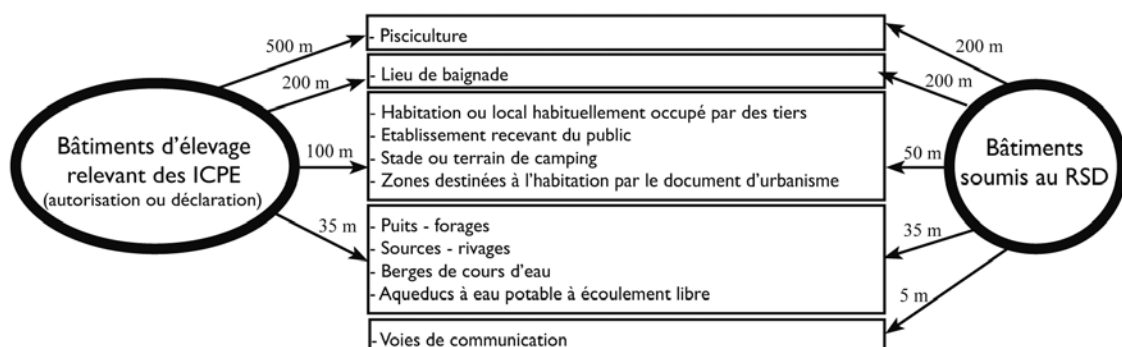 500 m
- Pisciculture
200 m
200 m
- Lieu de baignade
200 m
Bâtiments d'élevage
relevant des ICPE
(autorisation ou déclaration)
100 m
- Habitation ou local habituellement occupé par des tiers
- Etablissement recevant du public
- Stade ou terrain de camping
- Zones destinées à l'habitation par le document d'urbanisme
50 m
Bâtiments
soumis au RSD
35 m
- Puits - forages
- Sources - rivages
- Berges de cours d'eau
- Aqueducs à eau potable à écoulement libre
35 m
5 m
- Voies de communication